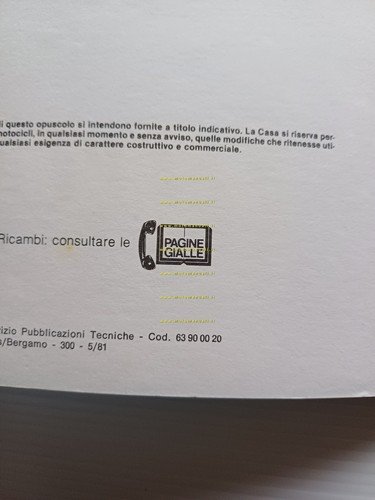 di questo opuscolo si intendono fornite a titolo indicativo. La Casa si riserva per-
motocicli, in qualsiasi momento e senza avviso, quelle modifiche che ritenesse uti-
qualsiasi esigenza di carattere costruttivo e commerciale.
Ricambi: consultare le
PAGINE
GIALLE
izio Pubblicazioni Tecniche - Cod. 63 90 00 20
s/Bergamo - 300 - 5/81